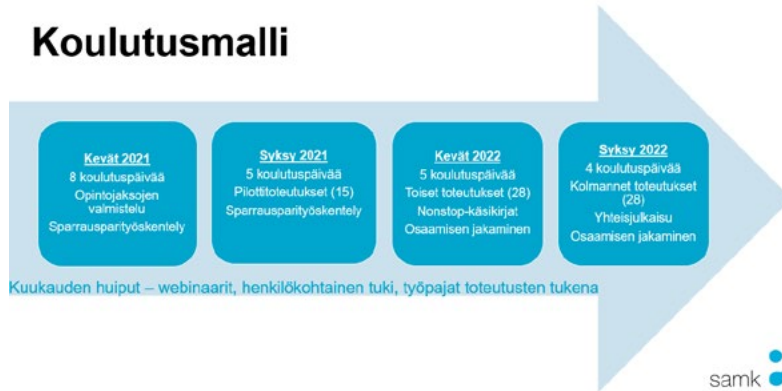 Koulutusmalli
Kevät 2021
8 koulutuspäivää
Opintojaksojen
valmistelu
Sparrausparityöskentely
Syksy 2021
5 koulutuspäivää
Pilottitoteutukset (15)
Sparrausparityöskentely
Kevät 2022
5 koulutuspäivää
Toiset toteutukset (28)
Nonstop-käsikirjat
Osaamisen jakaminen
Syksy 2022
4 koulutuspäivää
Kolmannet toteutukset
(28)
Yhteisjulkaisu
Osaamisen jakaminen
Kuukauden huiput – webinaarit, henkilökohtainen tuki, työpajat toteutusten tukena
samk